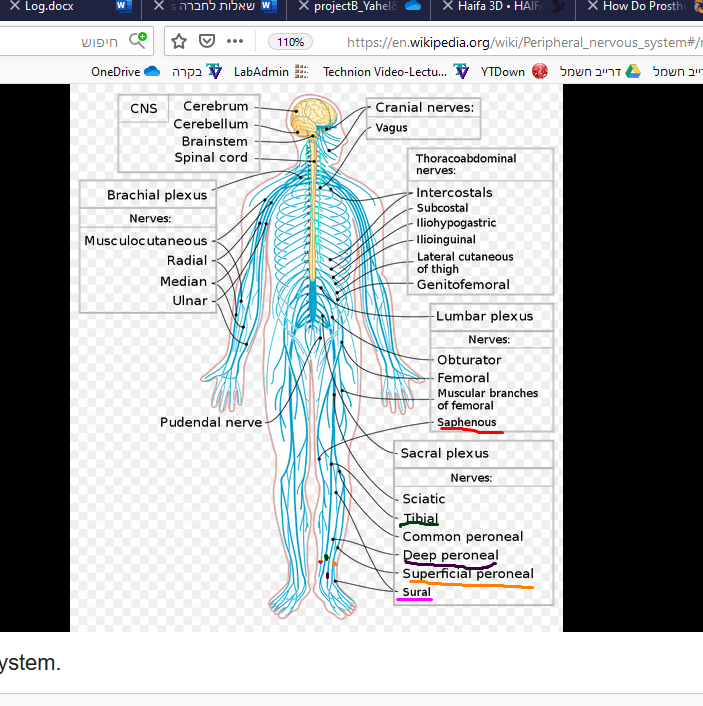 Log.docx
שאלות לחברה
projectB_Yahel
Haifa 3D • HAIF
How Do Prosthe
חיפוש
110%
https://en.wikipedia.org/wiki/Peripheral_nervous_system#/
OneDrive
בקרה
LabAdmin
Technion Video-Lectu...
YTDown
דרייב חשמל
CNS
Cerebrum
Cerebellum
Brainstem
Spinal cord
Cranial nerves:
Vagus
Thoracoabdominal
nerves:
Intercostals
Subcostal
Iliohypogastric
Ilioinguinal
Lateral cutaneous
of thigh
Genitofemoral
Brachial plexus
Nerves:
Musculocutaneous
Radial
Median
Ulnar
Lumbar plexus
Nerves:
Obturator
Femoral
Muscular branches
of femoral
Saphenous
Pudendal nerve
Sacral plexus
Nerves:
Sciatic
Tibial
Common peroneal
Deep peroneal
Superficial peroneal
Sural
ystem.